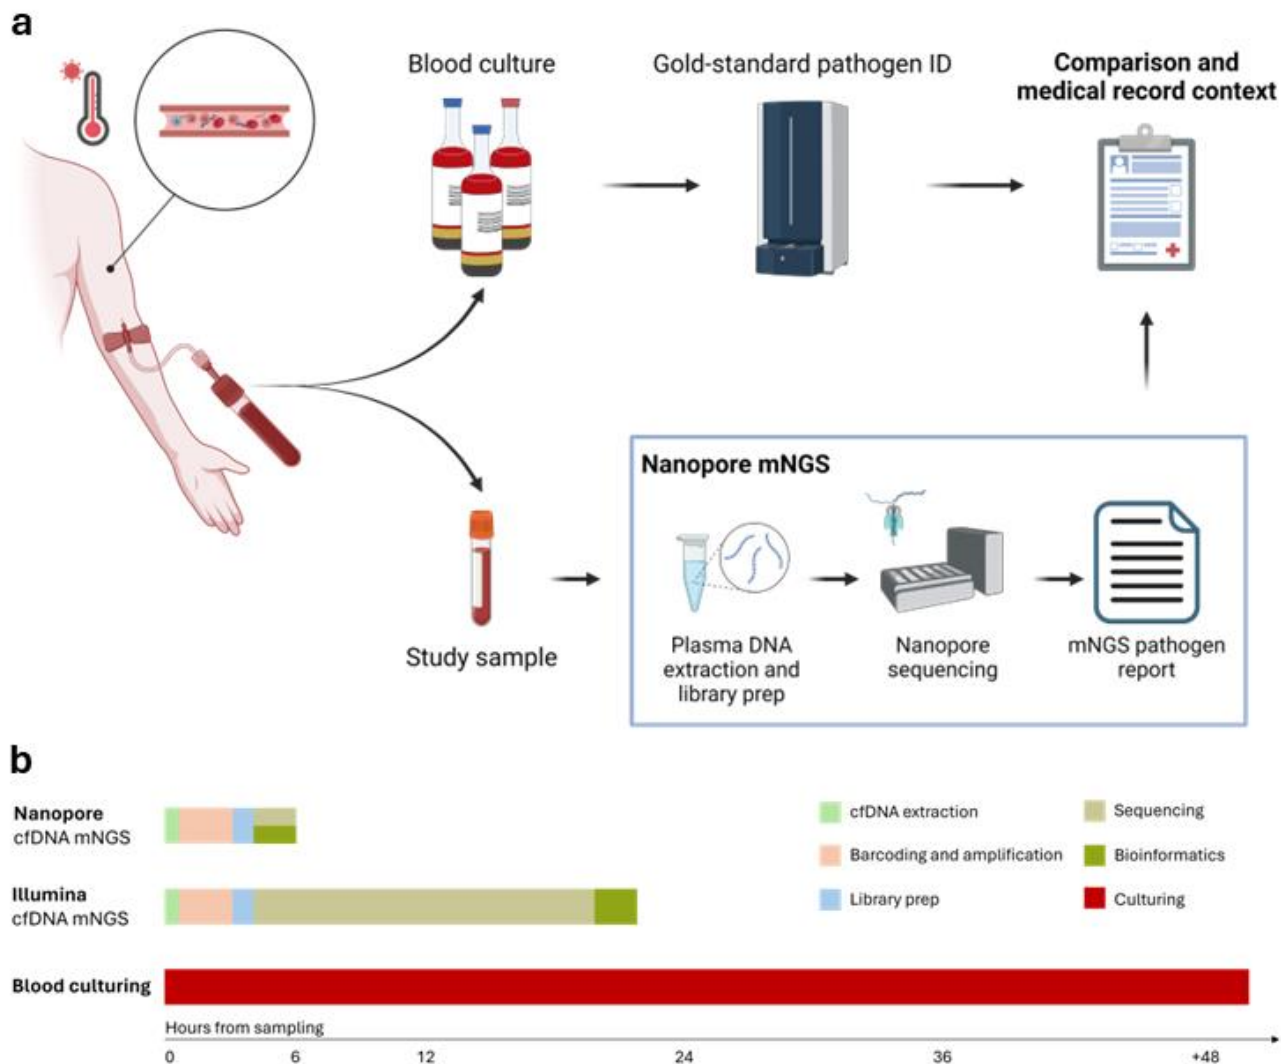 a
Blood culture
Gold-standard pathogen ID
Comparison and
medical record context
Nanopore mNGS
Study sample
Plasma DNA
extraction and
library prep
Nanopore
sequencing
mNGS pathogen
report
b
Nanopore
cfDNA mNGS
Illumina
cfDNA mNGS
Blood culturing
cfDNA extraction
Barcoding and amplification
Library prep
Sequencing
Bioinformatics
Culturing
Hours from sampling
0 6 12 24 36 +48